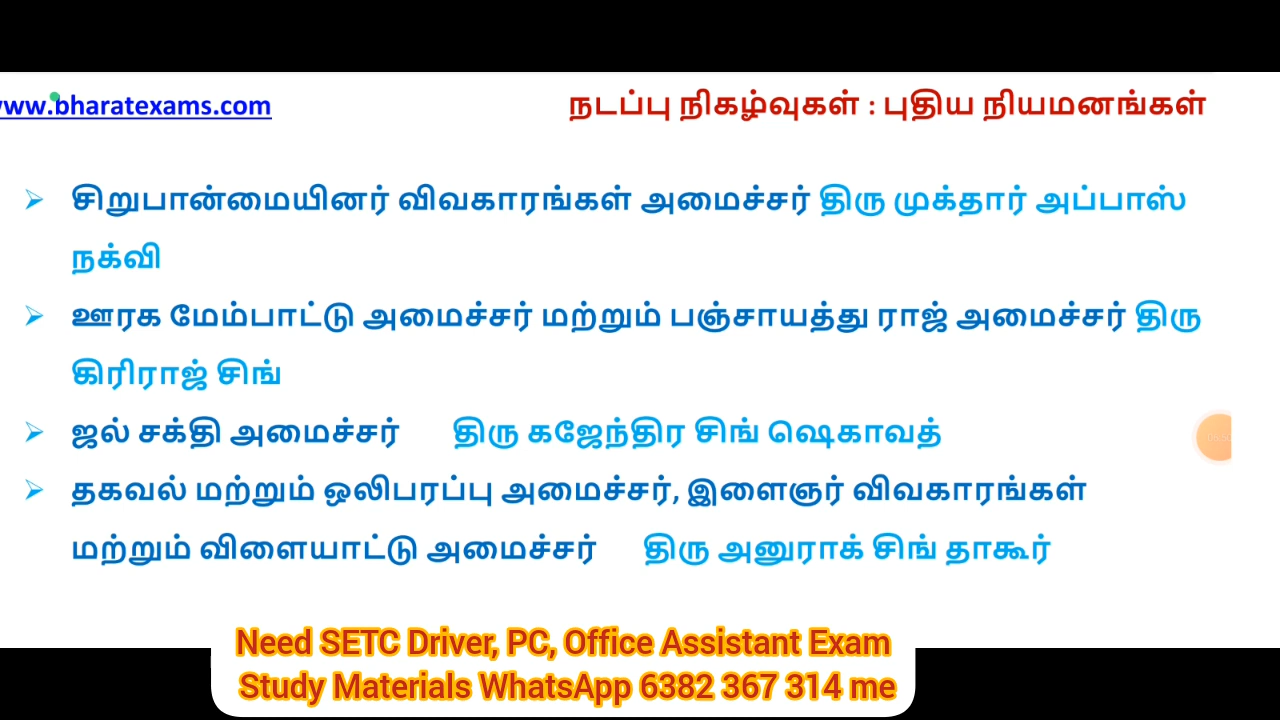 www.bharatexams.com
நடப்பு நிகழ்வுகள் : புதிய நியமனங்கள்
சிறுபான்மையினர் விவகாரங்கள் அமைச்சர் திரு முக்தார் அப்பாஸ்
நக்வி
ஊரக மேம்பாட்டு அமைச்சர் மற்றும் பஞ்சாயத்து ராஜ் அமைச்சர் திரு
கிரிராஜ் சிங்
ஜல் சக்தி அமைச்சர் திரு கஜேந்திர சிங் ஷெகாவத்
தகவல் மற்றும் ஒலிபரப்பு அமைச்சர், இளைஞர் விவகாரங்கள்
மற்றும் விளையாட்டு அமைச்சர் திரு அனுராக் சிங் தாகூர்
Need SETC Driver, PC, Office Assistant Exam
Study Materials WhatsApp 6382 367 314 me